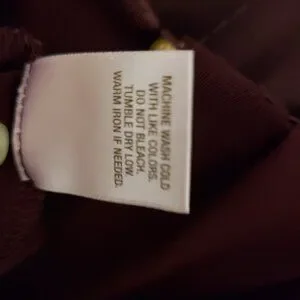 MACHINE WASH COLD
WITH LIKE COLORS.
DO NOT BLEACH.
TUMBLE DRY LOW.
WARM IRON IF NEEDED.